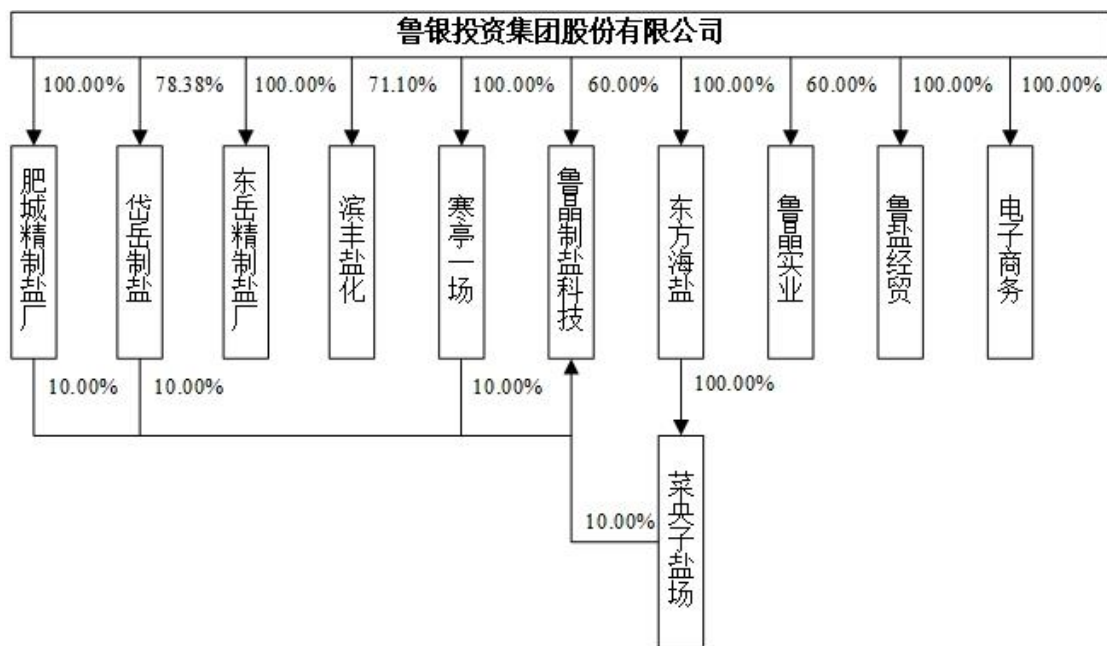 鲁银投资集团股份有限公司
100.00% 78.38% 100.00% 71.10% 100.00% 60.00% 100.00% 60.00% 100.00% 100.00%
肥城精制盐厂
岱岳制盐
东岳精制盐厂
滨丰盐化
寒亭一场
鲁晶制盐科技
东方海盐
鲁晶实业
鲁盐经贸
电子商务
10.00% 10.00% 10.00% 100.00%
10.00%
菜央子盐场